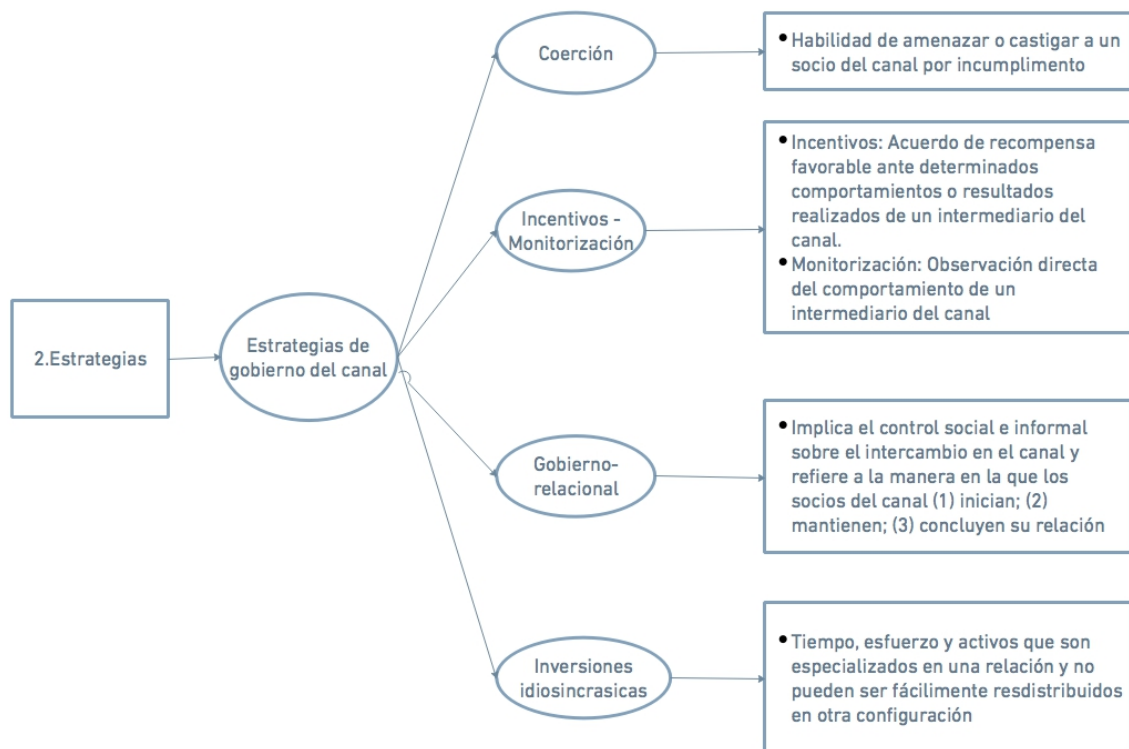 2.Estrategias
Estrategias de
gobierno del canal
Coerción
• Habilidad de amenazar o castigar a un
socio del canal por incumplimento
Incentivos -
Monitorización
• Incentivos: Acuerdo de recompensa
favorable ante determinados
comportamientos o resultados
realizados de un intermediario del
canal.
• Monitorización: Observación directa
del comportamiento de un
intermediario del canal
Gobierno-
relacional
• Implica el control social e informal
sobre el intercambio en el canal y
refiere a la manera en la que los
socios del canal (1) inician; (2)
mantienen; (3) concluyen su relación
Inversiones
idiosincrasicas
• Tiempo, esfuerzo y activos que son
especializados en una relación y no
pueden ser fácilmente resdistribuidos
en otra configuración